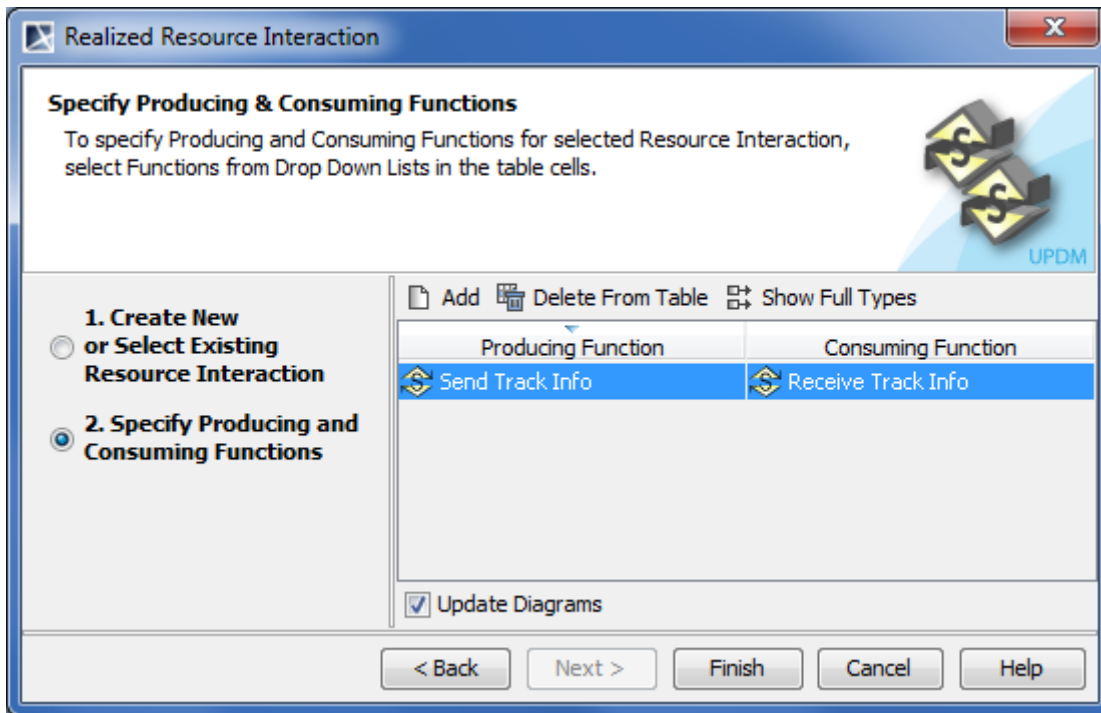 Realized Resource Interaction
Specify Producing & Consuming Functions
To specify Producing and Consuming Functions for selected Resource Interaction,
select Functions from Drop Down Lists in the table cells.
UPDM
1. Create New
or Select Existing
Resource Interaction
2. Specify Producing and
Consuming Functions
Add Delete From Table Show Full Types
Producing Function Consuming Function
Send Track Info Receive Track Info
Update Diagrams
< Back Next > Finish Cancel Help